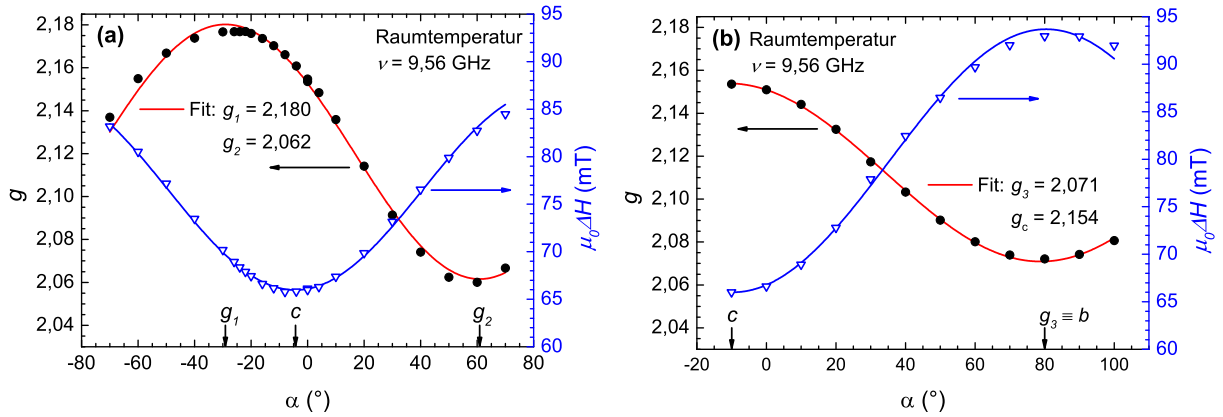 (a)
Raumtemperatur
ν = 9,56 GHz
Fit: g1 = 2,180
g2 = 2,062
g1
c
g2
g
2,18
2,16
2,14
2,12
2,10
2,08
2,06
2,04
-80 -60 -40 -20 0 20 40 60 80
α (°)
95
90
85
80
75
70
65
60
μ0ΔH (mT)
(b)
Raumtemperatur
ν = 9,56 GHz
Fit: g3 = 2,071
gc = 2,154
c
g3 ≡ b
g
2,18
2,16
2,14
2,12
2,10
2,08
2,06
2,04
-20 0 20 40 60 80 100
α (°)
95
90
85
80
75
70
65
60
μ0ΔH (mT)